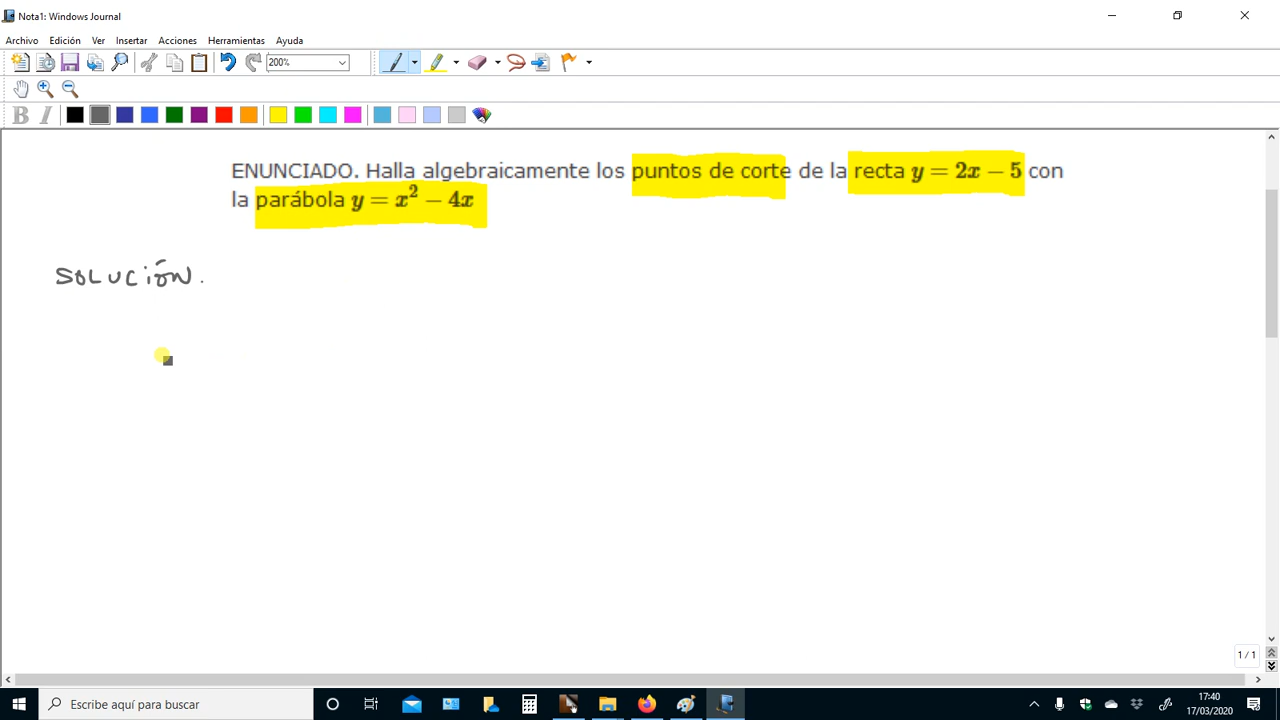 Nota1: Windows Journal
Archivo Edición Ver Insertar Acciones Herramientas Ayuda
200%
B I
ENUNCIADO. Halla algebraicamente los puntos de corte de la recta y = 2x − 5 con
la parábola y = x² − 4x
SOLUCIÓN.
1 / 1
Escribe aquí para buscar
17:40
17/03/2020